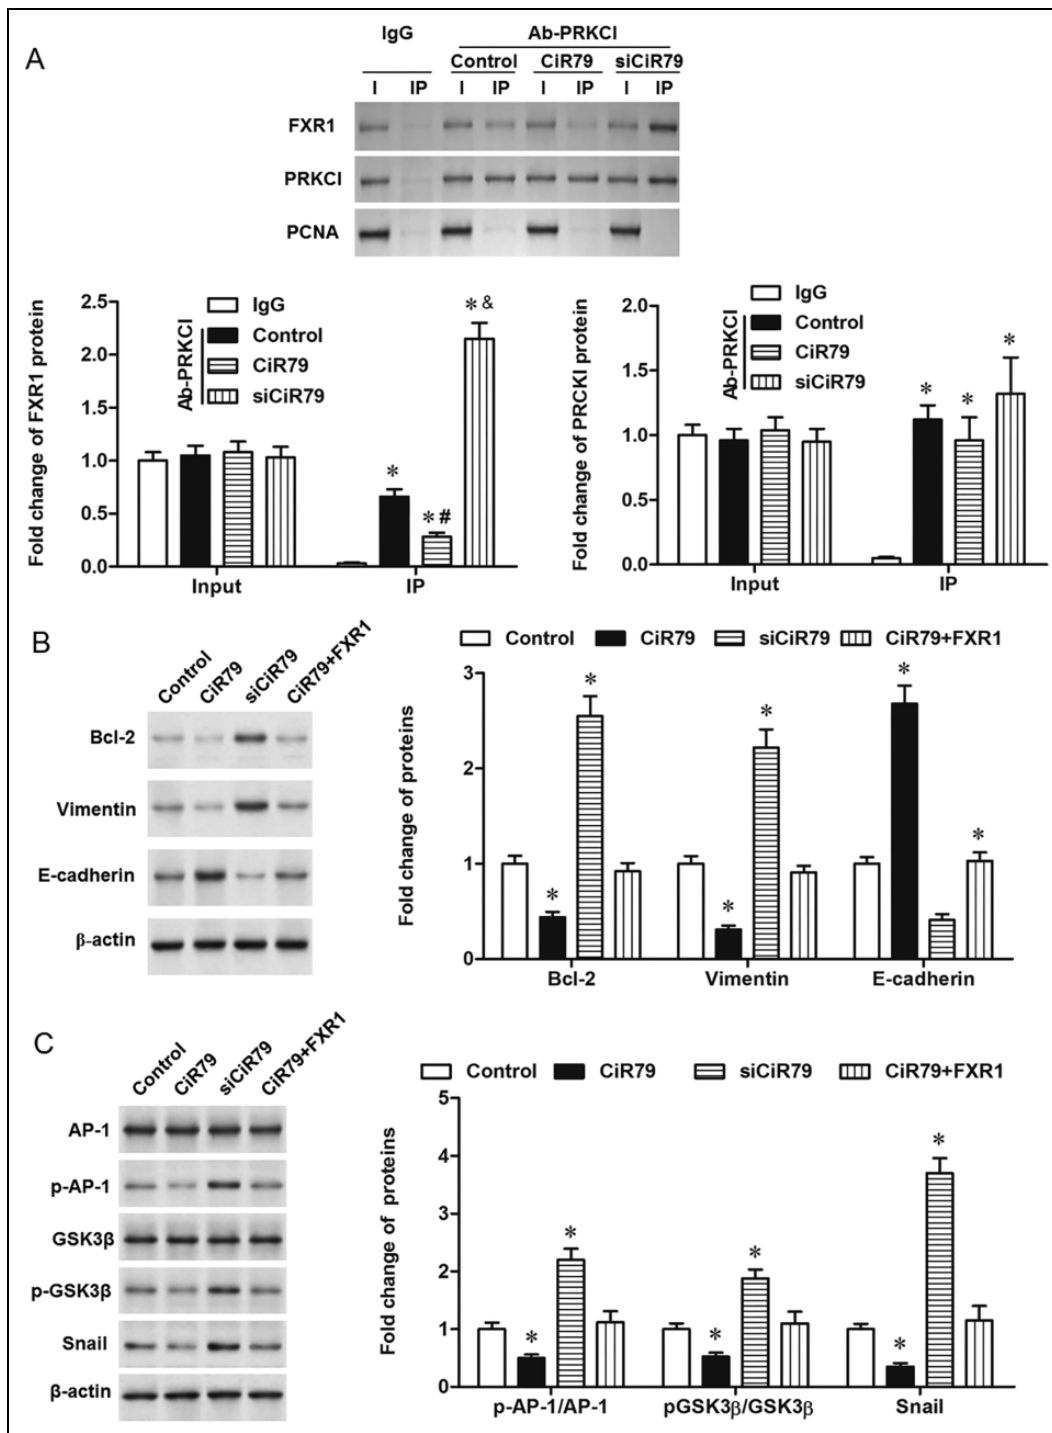 A
IgG
Ab-PRKCI
Control CiR79 siCiR79
I IP I IP I IP I IP
FXR1
PRKCI
PCNA
Fold change of FXR1 protein
2.5
2.0
1.5
1.0
0.5
0.0
Ab-PRKCI
IgG
Control
CiR79
siCiR79
*
*#
* &
Input IP
Fold change of PRCKI protein
2.0
1.5
1.0
0.5
0.0
Ab-PRKCI
IgG
Control
CiR79
siCiR79
* * *
Input IP
B
Control CiR79 siCiR79 CiR79+FXR1
Bcl-2
Vimentin
E-cadherin
β-actin
Control CiR79 siCiR79 CiR79+FXR1
Fold change of proteins
3
2
1
0
* * * * * *
Bcl-2 Vimentin E-cadherin
C
Control CiR79 siCiR79 CiR79+FXR1
AP-1
p-AP-1
GSK3β
p-GSK3β
Snail
β-actin
Control CiR79 siCiR79 CiR79+FXR1
Fold change of proteins
5
4
3
2
1
0
* * * * * *
p-AP-1/AP-1 pGSK3β/GSK3β Snail